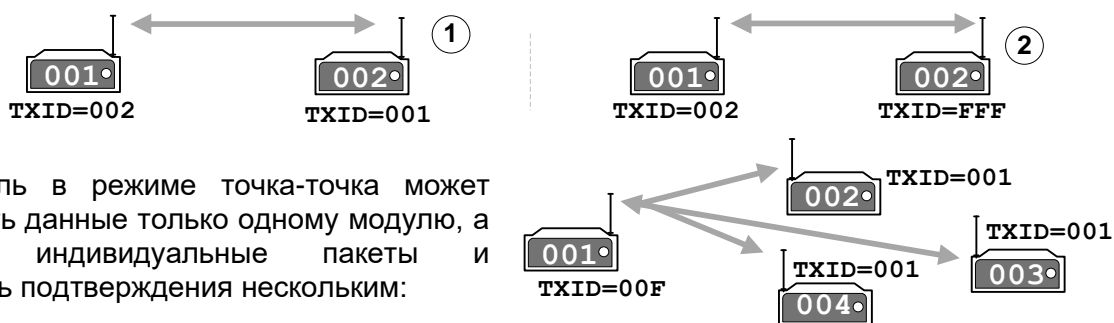 1
2
001
002
001
002
TXID=002
TXID=001
TXID=002
TXID=FFF
в режиме точка-точка может
данные только одному модулю, а
индивидуальные пакеты и
подтверждения нескольким:
002
TXID=001
001
TXID=00F
TXID=001
004
TXID=001
003